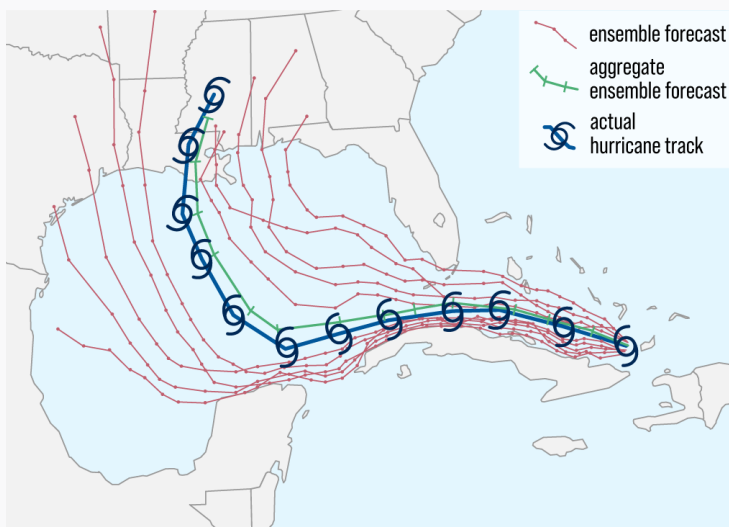 ensemble forecast
aggregate
ensemble forecast
actual
hurricane track